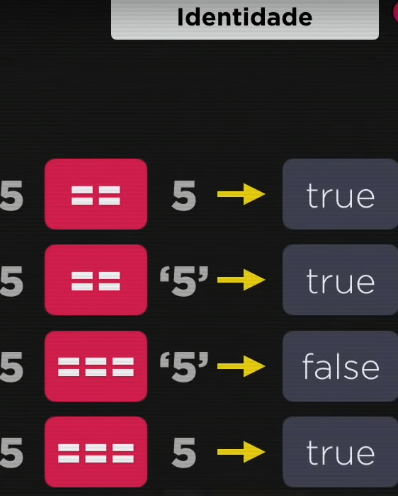 Identidade
5 == 5 → true
5 == ‘5’ → true
5 === ‘5’ → false
5 === 5 → true